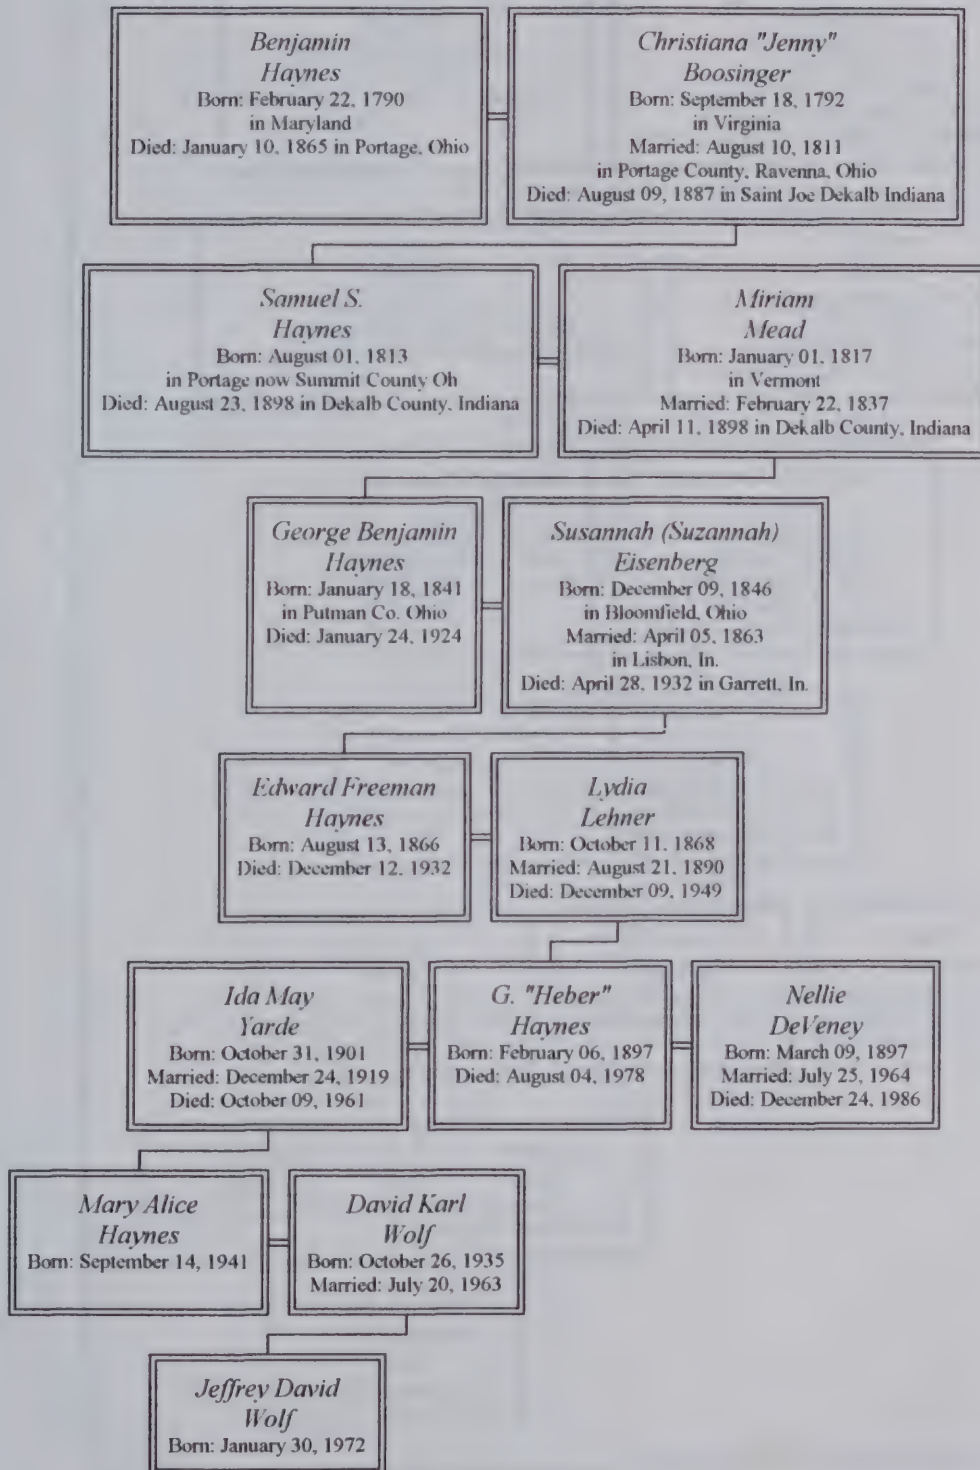 Benjamin
Haynes
Born: February 22, 1790
in Maryland
Died: January 10, 1865 in Portage, Ohio
Christiana "Jenny"
Boosinger
Born: September 18, 1792
in Virginia
Married: August 10, 1811
in Portage County, Ravenna, Ohio
Died: August 09, 1887 in Saint Joe Dekalb Indiana
Samuel S.
Haynes
Born: August 01, 1813
in Portage now Summit County Oh
Died: August 23, 1898 in Dekalb County, Indiana
Miriam
Mead
Born: January 01, 1817
in Vermont
Married: February 22, 1837
Died: April 11, 1898 in Dekalb County, Indiana
George Benjamin
Haynes
Born: January 18, 1841
in Putman Co. Ohio
Died: January 24, 1924
Susannah (Suzannah)
Eisenberg
Born: December 09, 1846
in Bloomfield, Ohio
Married: April 05, 1863
in Lisbon, In.
Died: April 28, 1932 in Garrett, In.
Edward Freeman
Haynes
Born: August 13, 1866
Died: December 12, 1932
Lydia
Lehner
Born: October 11, 1868
Married: August 21, 1890
Died: December 09, 1949
Ida May
Yarde
Born: October 31, 1901
Married: December 24, 1919
Died: October 09, 1961
G. "Heber"
Haynes
Born: February 06, 1897
Died: August 04, 1978
Nellie
DeVeney
Born: March 09, 1897
Married: July 25, 1964
Died: December 24, 1986
Mary Alice
Haynes
Born: September 14, 1941
David Karl
Wolf
Born: October 26, 1935
Married: July 20, 1963
Jeffrey David
Wolf
Born: January 30, 1972